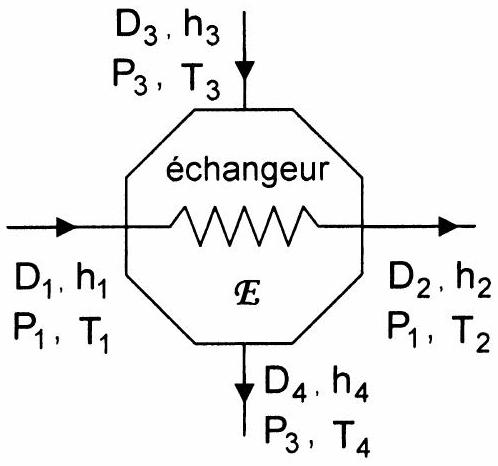 D₃, h₃
P₃, T₃
échangeur
ℰ
D₁, h₁
P₁, T₁
D₂, h₂
P₁, T₂
D₄, h₄
P₃, T₄